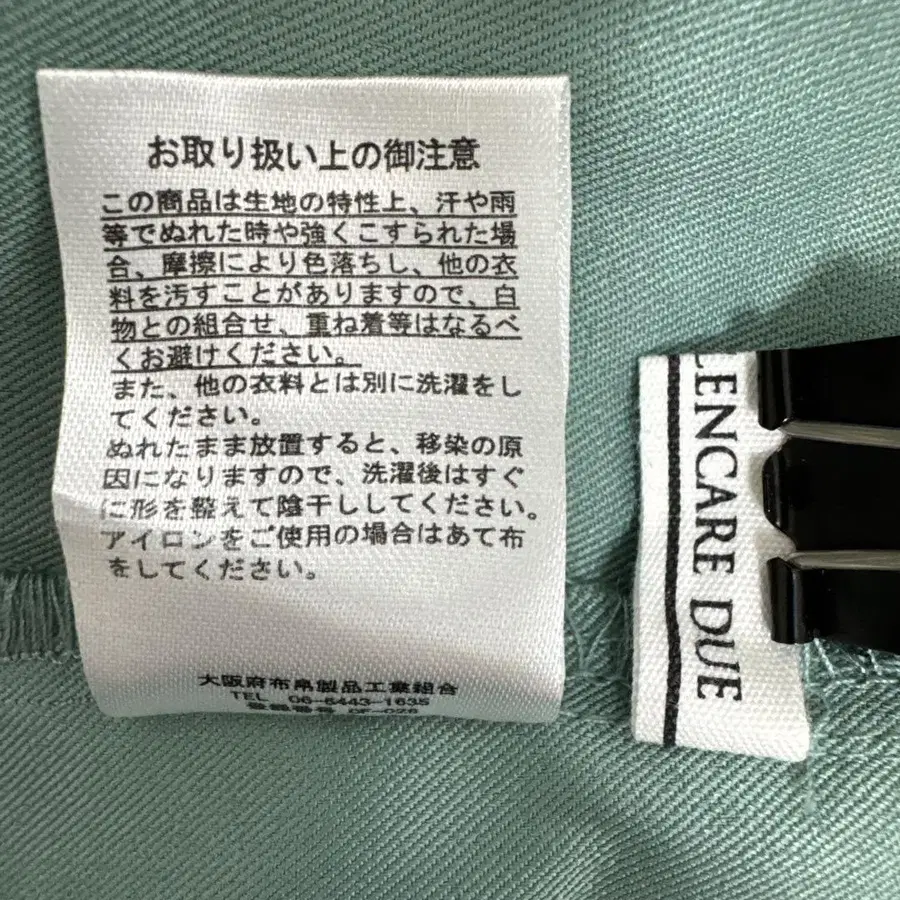 お取り扱い上の御注意
この商品は生地の特性上、汗や雨
等でぬれた時や強くこすられた場
合、摩擦により色落ちし、他の衣
料を汚すことがありますので、白
物との組合せ、重ね着等はなるべ
くお避けください。
また、他の衣料とは別に洗濯をし
てください。
ぬれたまま放置すると、移染の原
因になりますので、洗濯後はすぐ
に形を整えて陰干ししてください。
アイロンをご使用の場合はあて布
をしてください。
大阪府布帛製品工業組合
TEL 06-6443-1635
登録番号 OF-026
LENCARE DUE